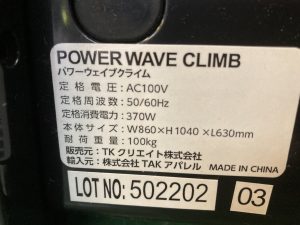 POWER WAVE CLIMB
パワーウェイブクライム
定格電圧：AC100V
定格周波数：50/60Hz
定格消費電力：370W
本体サイズ：W860×H1040×L630mm
耐荷重量：100kg
販売元：TKクリエイト株式会社
輸入元：株式会社TAKアパレル MADE IN CHINA
LOT NO: 502202 03